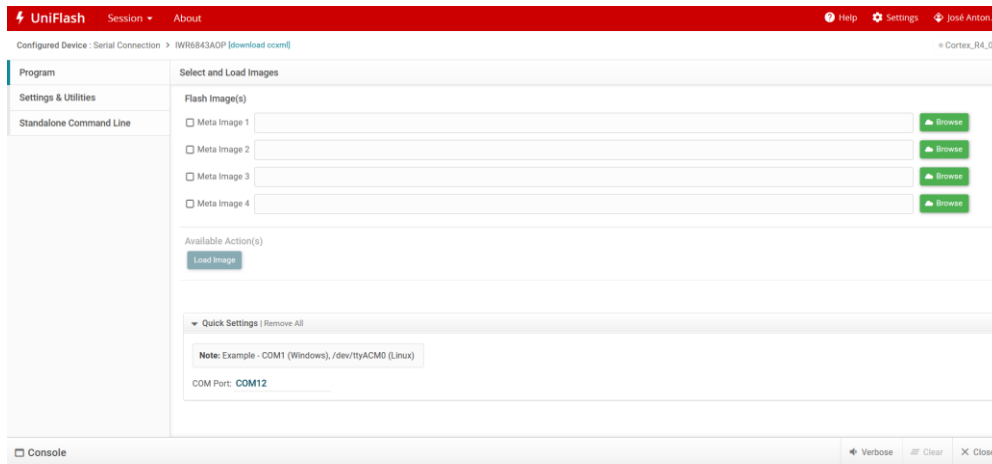 UniFlash Session About Help Settings José Anton.
Configured Device : Serial Connection > IWR6843AOP [download ccxml] Cortex_R4_0
Program
Settings & Utilities
Standalone Command Line
Select and Load Images
Flash Image(s)
Meta Image 1 Browse
Meta Image 2 Browse
Meta Image 3 Browse
Meta Image 4 Browse
Available Action(s)
Load Image
Quick Settings | Remove All
Note: Example - COM1 (Windows), /dev/ttyACM0 (Linux)
COM Port: COM12
Console Verbose Clear Close